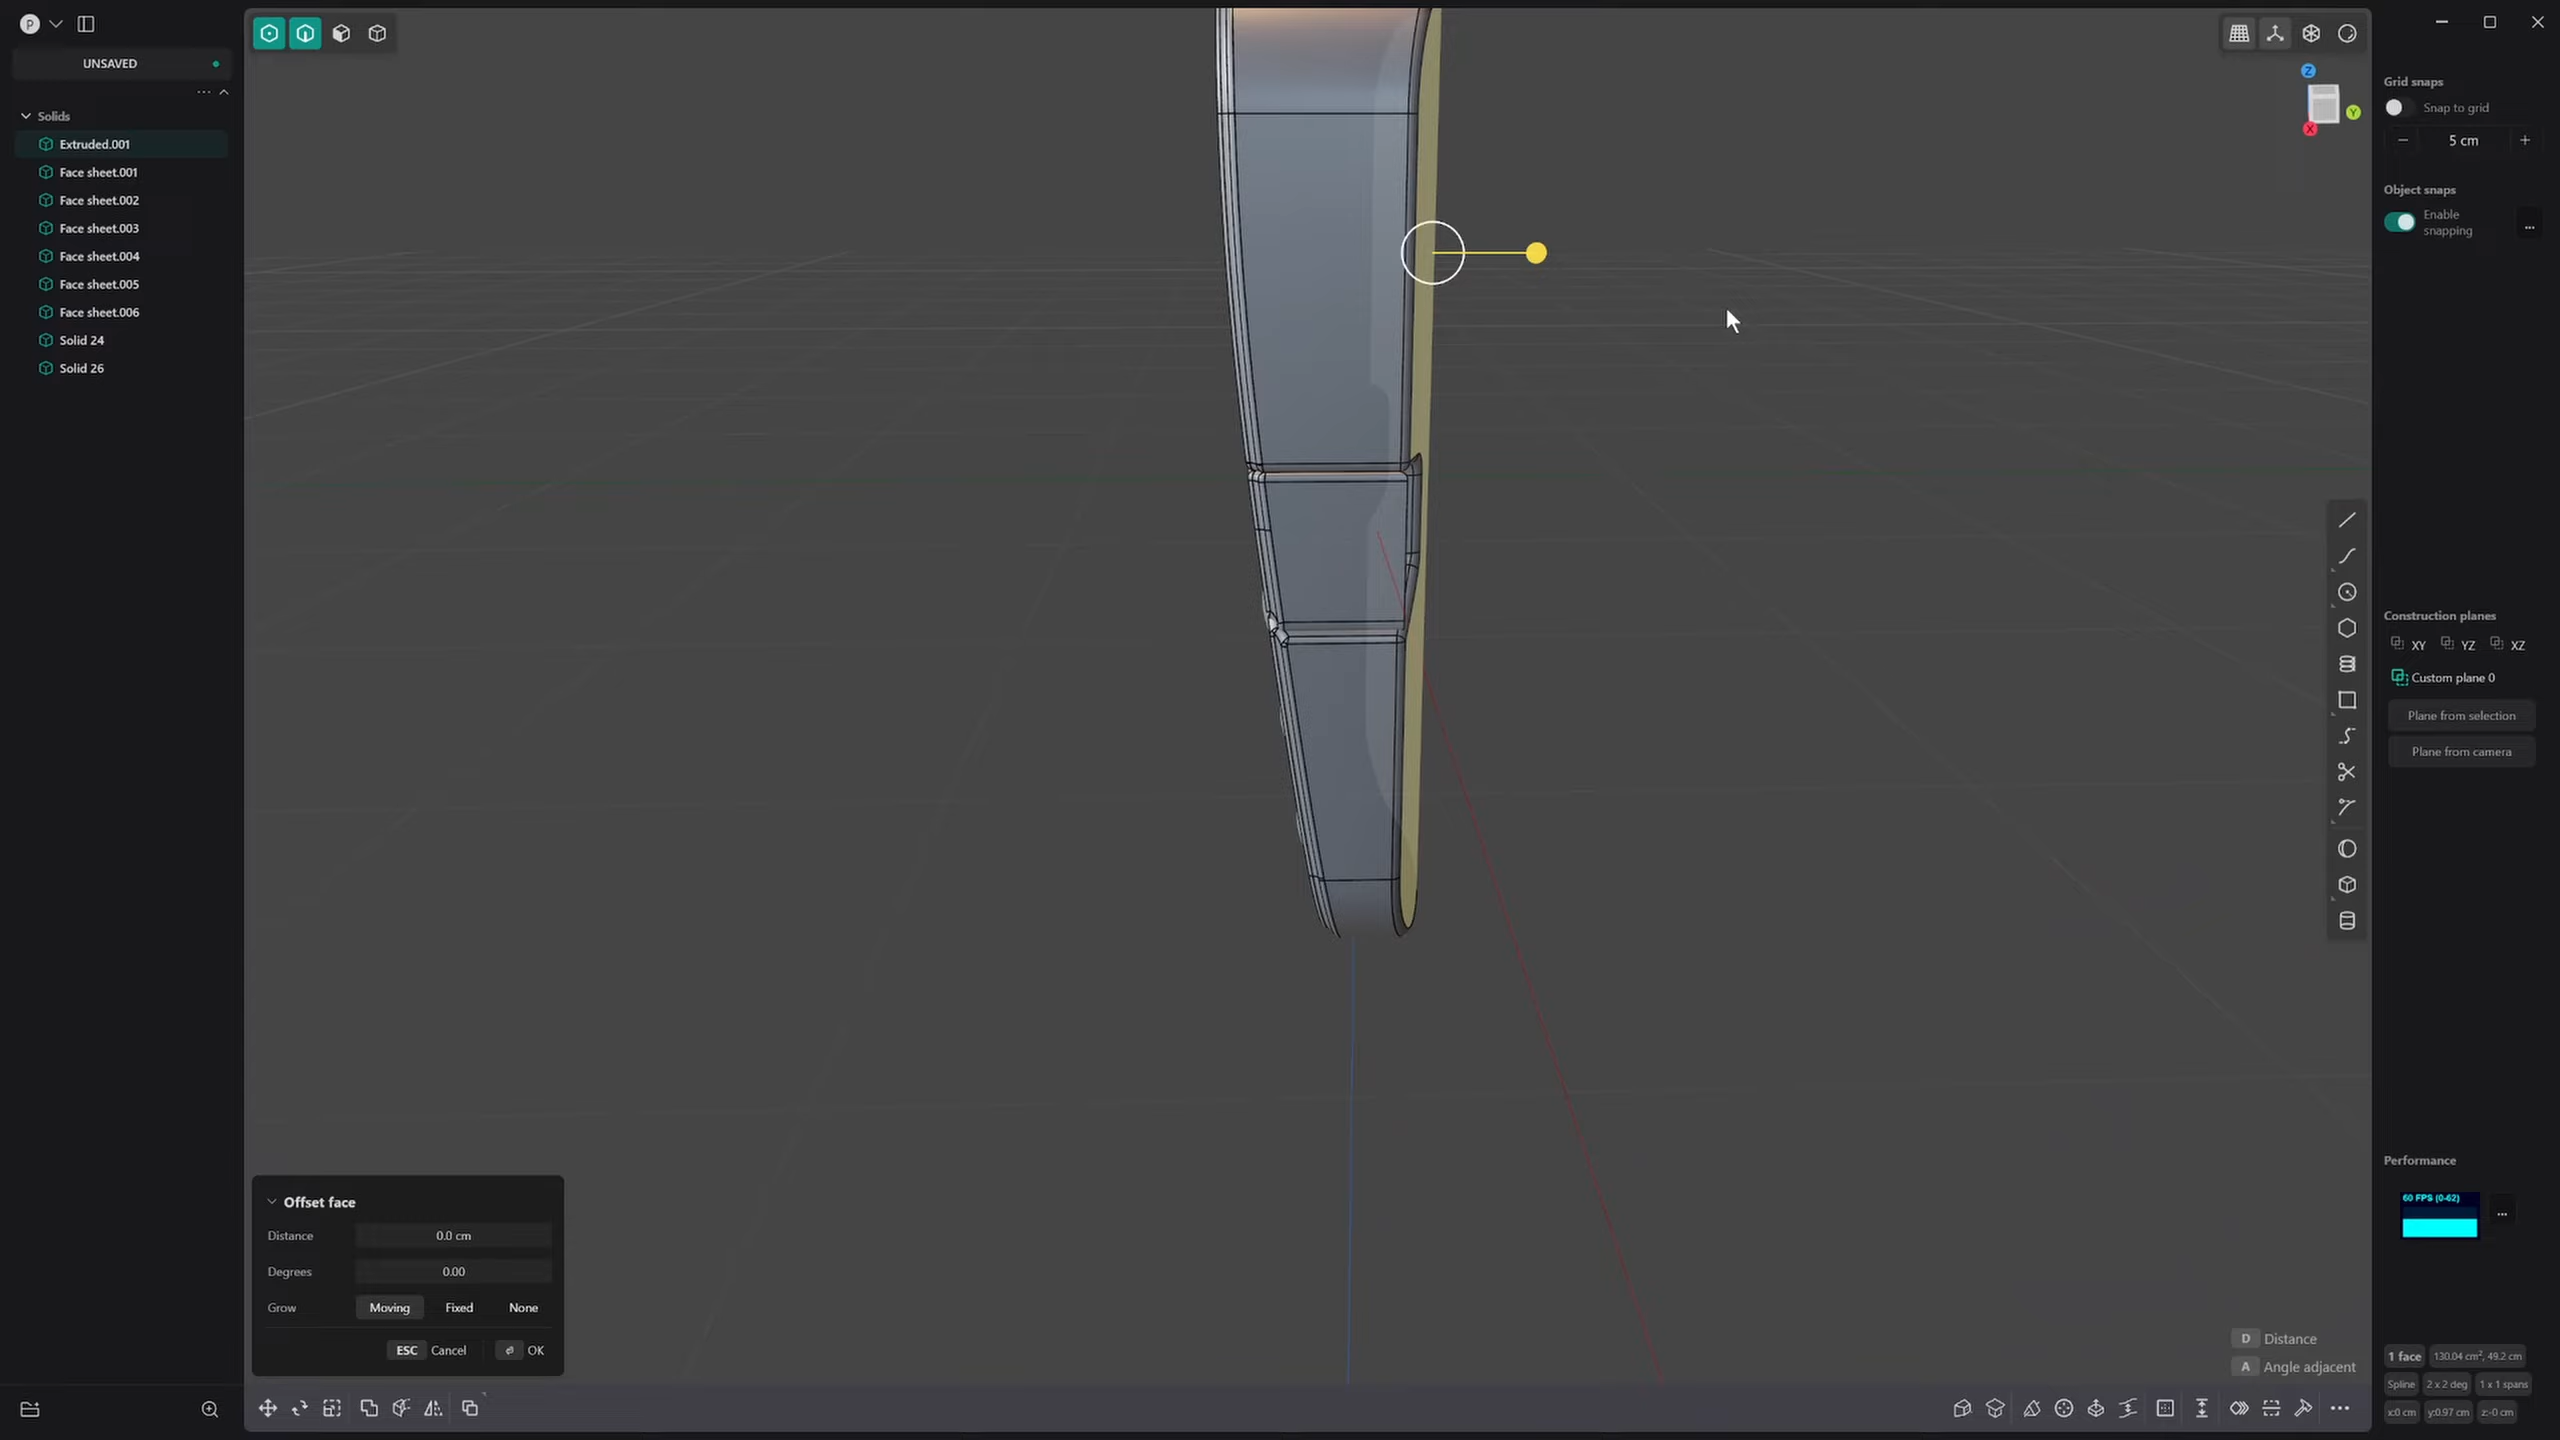 P
UNSAVED
Solids
Extruded.001
Face sheet.001
Face sheet.002
Face sheet.003
Face sheet.004
Face sheet.005
Face sheet.006
Solid 24
Solid 26
Z
Y
X
Grid snaps
Snap to grid
5 cm
Object snaps
Enable
snapping
Construction planes
XY YZ XZ
Custom plane 0
Plane from selection
Plane from camera
Performance
60 FPS (0-62)
Offset face
Distance 0.0 cm
Degrees 0.00
Grow Moving Fixed None
ESC Cancel OK
D Distance
A Angle adjacent
1 face 130.04 cm², 49.2 cm
Spline 2 x 2 deg 1 x 1 spans
x:0 cm y:0.97 cm z:-0 cm